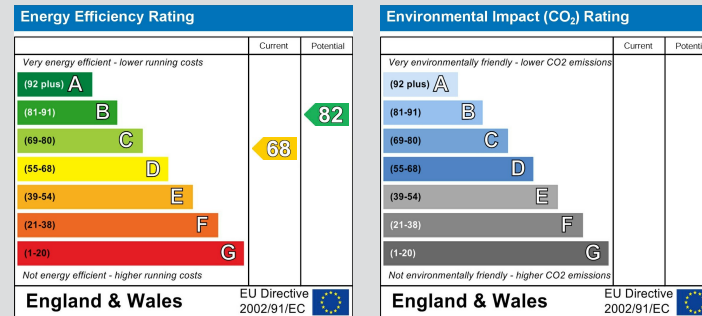 Energy Efficiency Rating
Current Potential
Very energy efficient - lower running costs
(92 plus) A
(81-91) B
82
(69-80) C
68
(55-68) D
(39-54) E
(21-38) F
(1-20) G
Not energy efficient - higher running costs
England & Wales
EU Directive
2002/91/EC
Environmental Impact (CO₂) Rating
Current Potenti
Very environmentally friendly - lower CO2 emissions
(92 plus) A
(81-91) B
(69-80) C
(55-68) D
(39-54) E
(21-38) F
(1-20) G
Not environmentally friendly - higher CO2 emissions
England & Wales
EU Directive
2002/91/EC